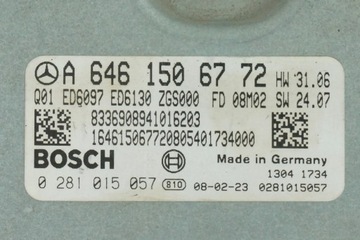 A 646 150 67 72 HW 31.06
Q01 ED6097 ED6130 ZGS000 FD 08M02 SW 24.07
8336908941016203
16461506772080540173400​0
BOSCH
Made in Germany
1304 1734
0 281 015 057 810 08-02-23 0281015057